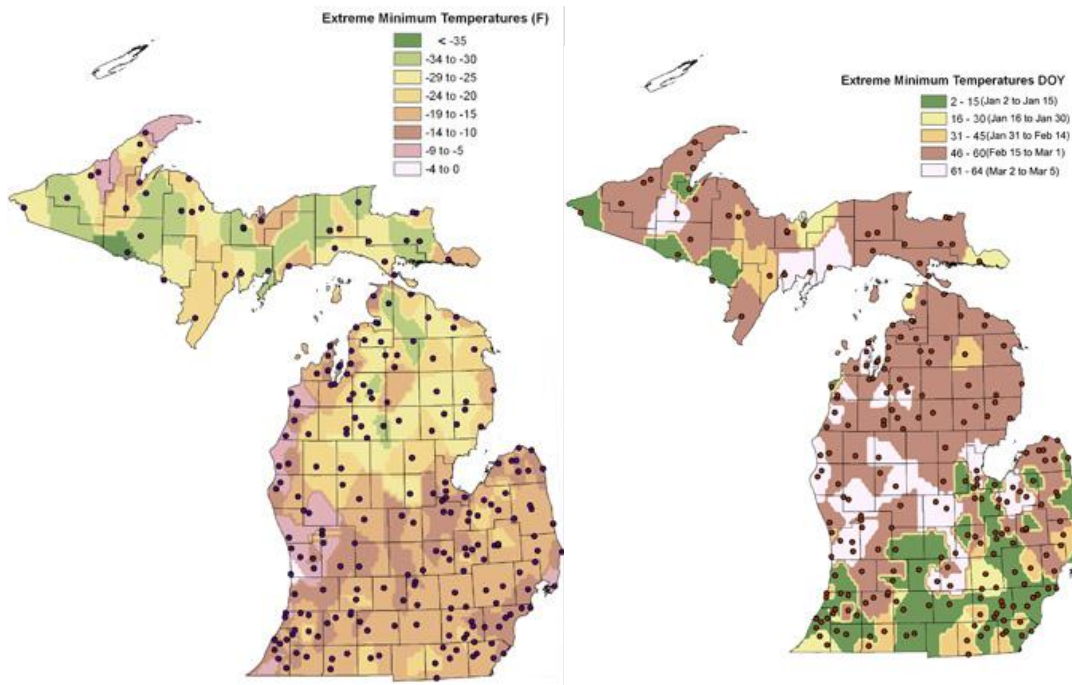 Extreme Minimum Temperatures (F)
< -35
-34 to -30
-29 to -25
-24 to -20
-19 to -15
-14 to -10
-9 to -5
-4 to 0
Extreme Minimum Temperatures DOY
2 - 15 (Jan 2 to Jan 15)
16 - 30 (Jan 16 to Jan 30)
31 - 45 (Jan 31 to Feb 14)
46 - 60 (Feb 15 to Mar 1)
61 - 64 (Mar 2 to Mar 5)